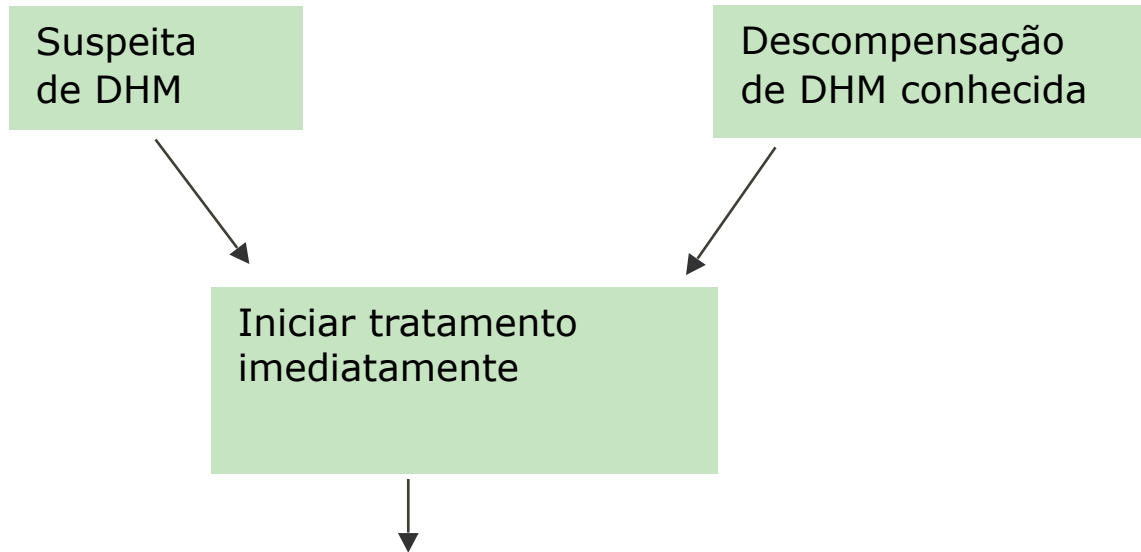 Suspeita
de DHM
Descompensação
de DHM conhecida
Iniciar tratamento
imediatamente